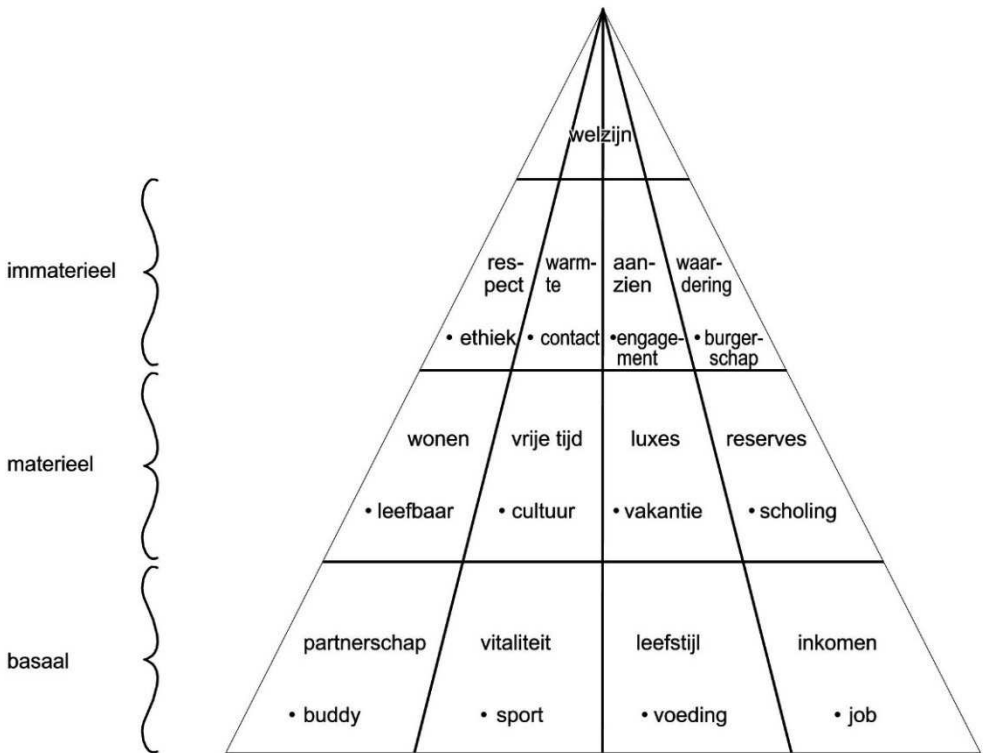 welzijn
immaterieel
res-
pect
warm-
te
aan-
zien
waar-
dering
• ethiek
• contact
•engage-
ment
• burger-
schap
materieel
wonen
vrije tijd
luxes
reserves
• leefbaar
• cultuur
• vakantie
• scholing
basaal
partnerschap
vitaliteit
leefstijl
inkomen
• buddy
• sport
• voeding
• job